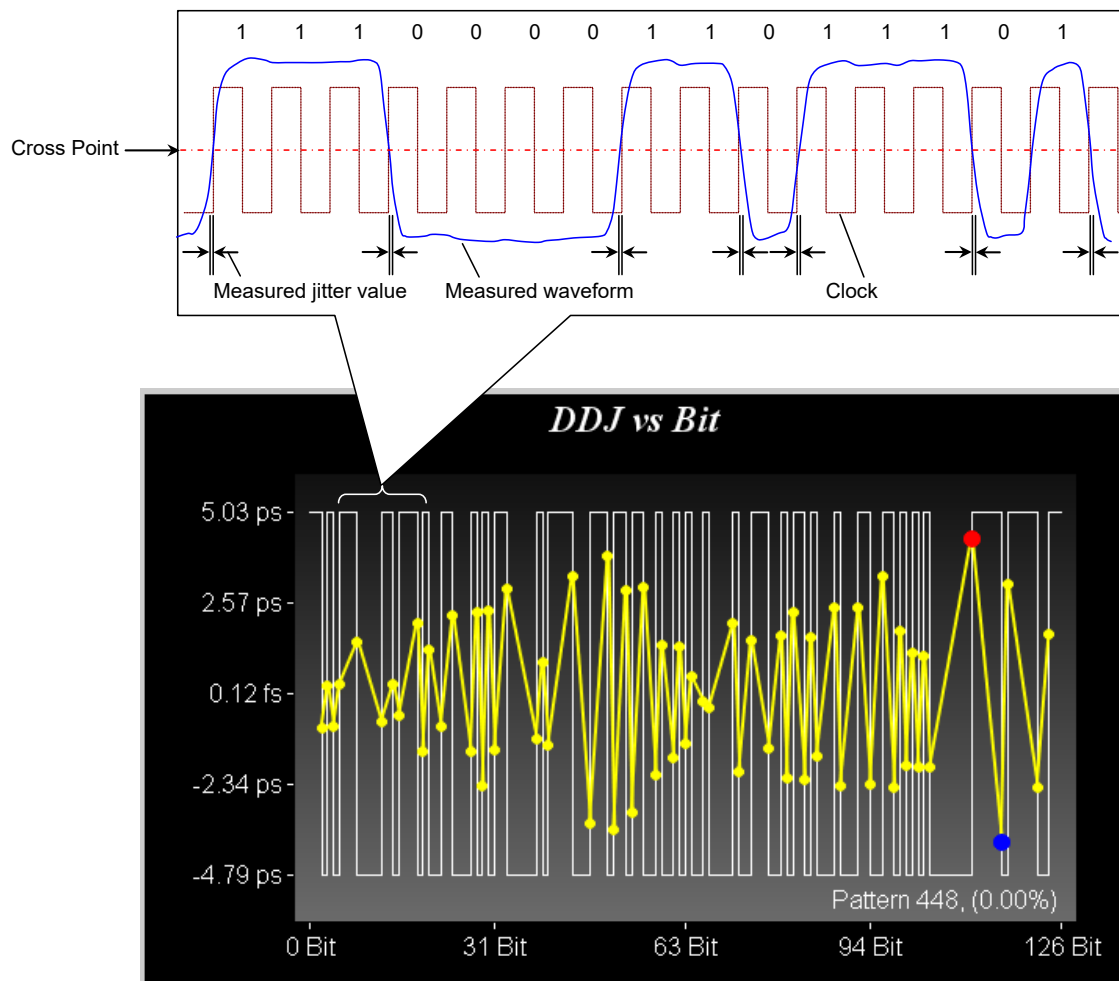 1 1 1 0 0 0 0 1 1 0 1 1 1 0 1
Cross Point
Measured jitter value Measured waveform Clock
DDJ vs Bit
5.03 ps
2.57 ps
0.12 fs
-2.34 ps
-4.79 ps
Pattern 448, (0.00%)
0 Bit 31 Bit 63 Bit 94 Bit 126 Bit